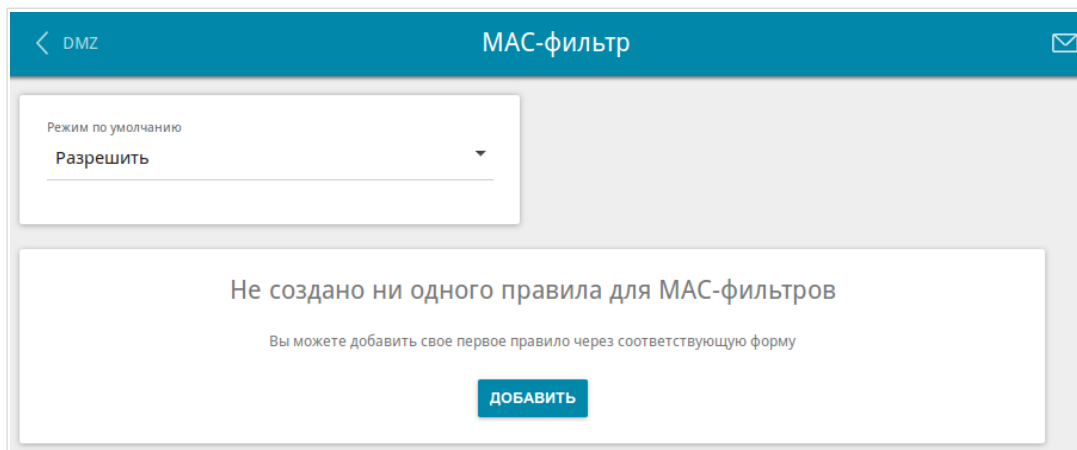 DMZ
МАС-фильтр
Режим по умолчанию
Разрешить
Не создано ни одного правила для МАС-фильтров
Вы можете добавить свое первое правило через соответствующую форму
ДОБАВИТЬ